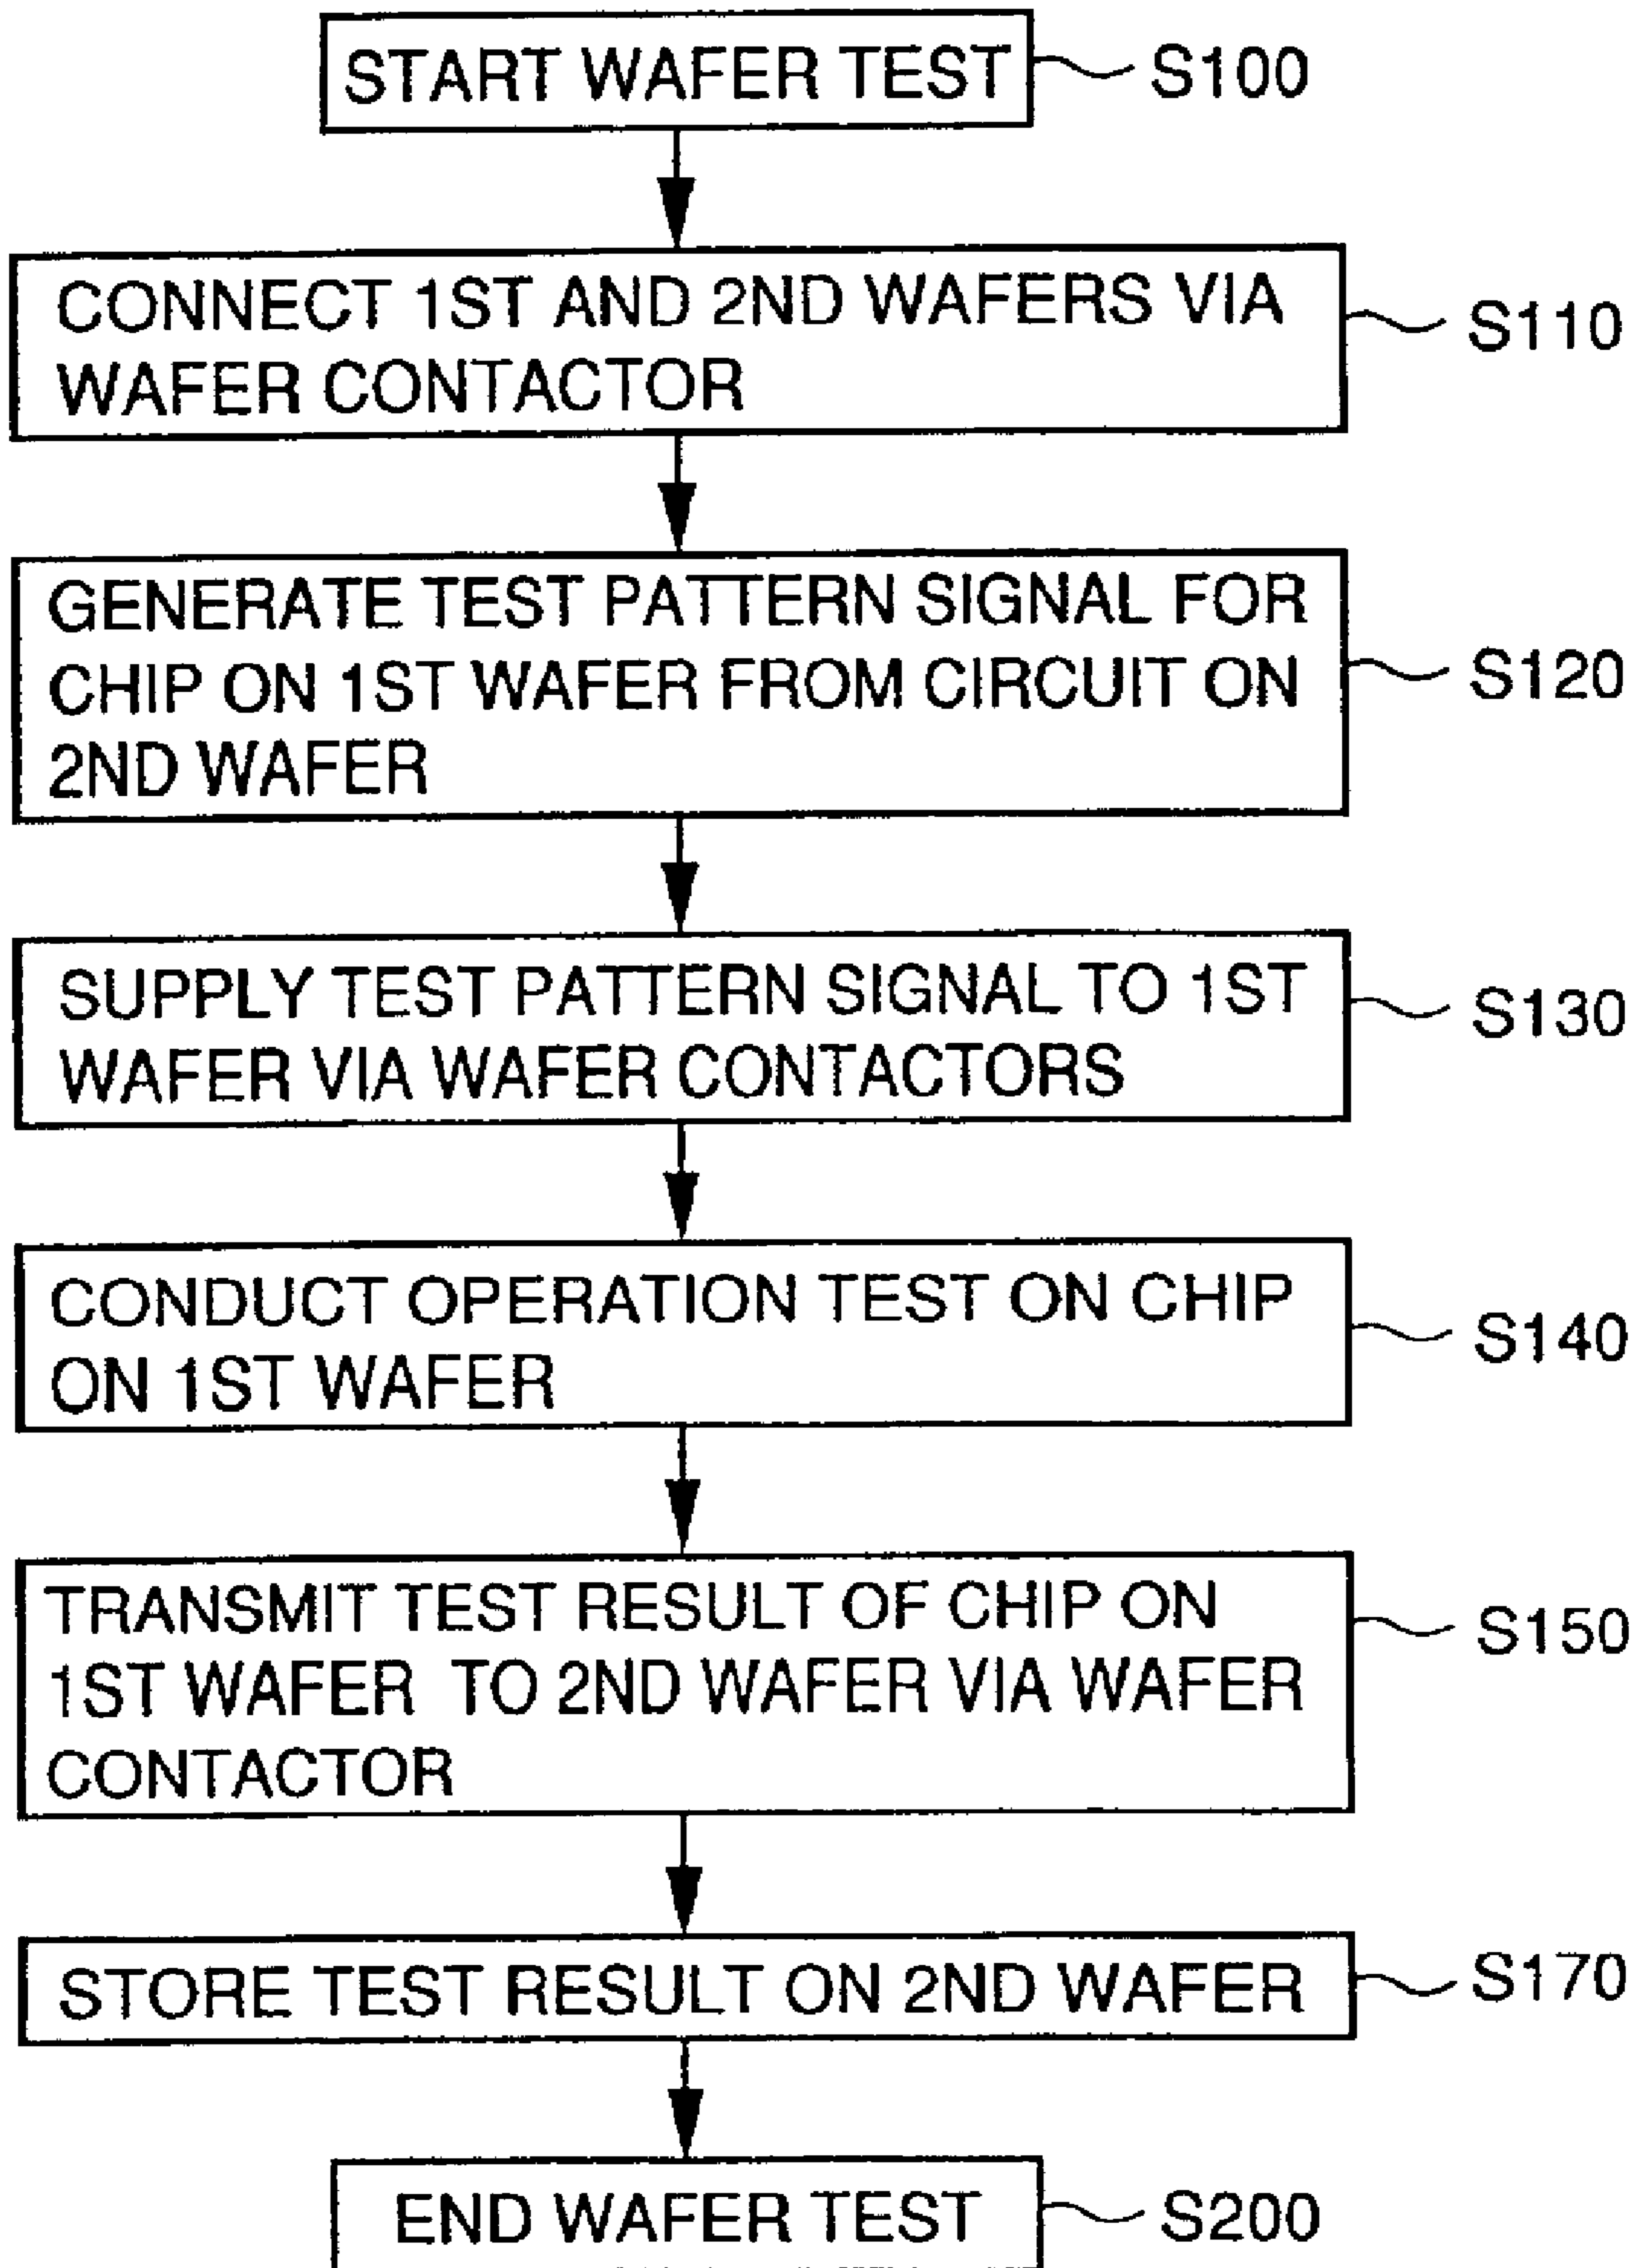 START WAFER TEST
S100
CONNECT 1ST AND 2ND WAFERS VIA
WAFER CONTACTOR
S110
GENERATE TEST PATTERN SIGNAL FOR
CHIP ON 1ST WAFER FROM CIRCUIT ON
2ND WAFER
S120
SUPPLY TEST PATTERN SIGNAL TO 1ST
WAFER VIA WAFER CONTACTORS
S130
CONDUCT OPERATION TEST ON CHIP
ON 1ST WAFER
S140
TRANSMIT TEST RESULT OF CHIP ON
1ST WAFER TO 2ND WAFER VIA WAFER
CONTACTOR
S150
STORE TEST RESULT ON 2ND WAFER
S170
END WAFER TEST
S200